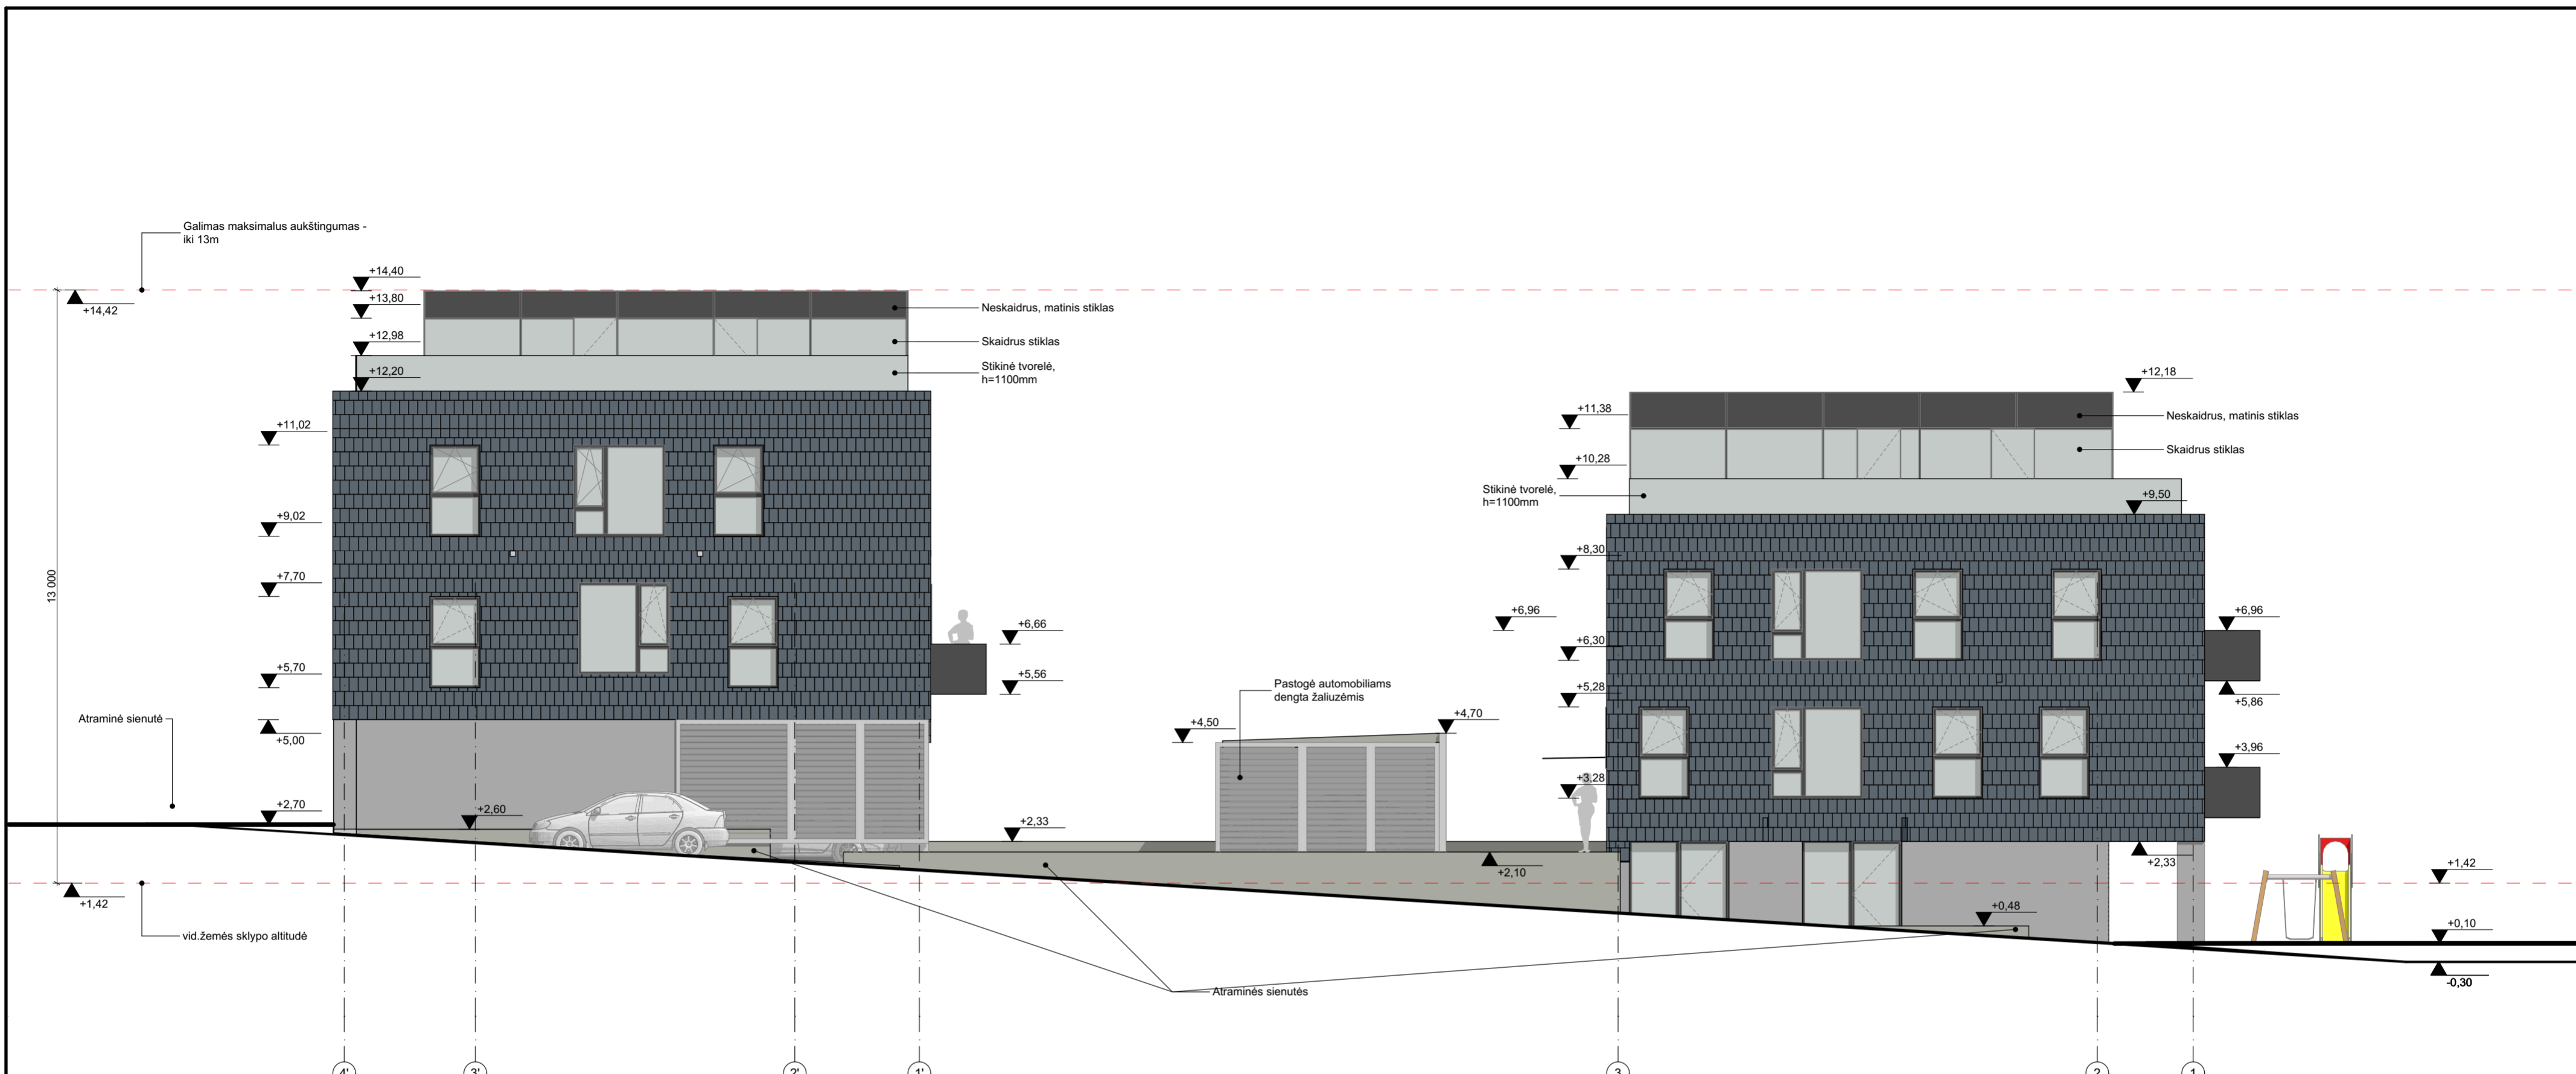 Galimas maksimalus aukštingumas -
iki 13m
+14,42
13 000
+14,40
+13,80
+12,98
+12,20
Neskaidrus, matinis stiklas
Skaidrus stiklas
Stikinė tvorelė,
h=1100mm
+11,02
+9,02
+7,70
+5,70
+5,00
+2,70
+2,60
Atraminė sienutė
+1,42
vid.žemės sklypo altitudė
+6,66
+5,56
+2,33
Pastogė automobiliams
dengta žaliuzėmis
+4,50
+4,70
+2,10
Atraminės sienutės
+12,18
+11,38
+10,28
Neskaidrus, matinis stiklas
Skaidrus stiklas
Stikinė tvorelė,
h=1100mm
+9,50
+8,30
+6,96
+6,30
+5,28
+3,28
+6,96
+5,86
+3,96
+2,33
+0,48
+1,42
+0,10
-0,30
4'
3'
2'
1'
3
2
1